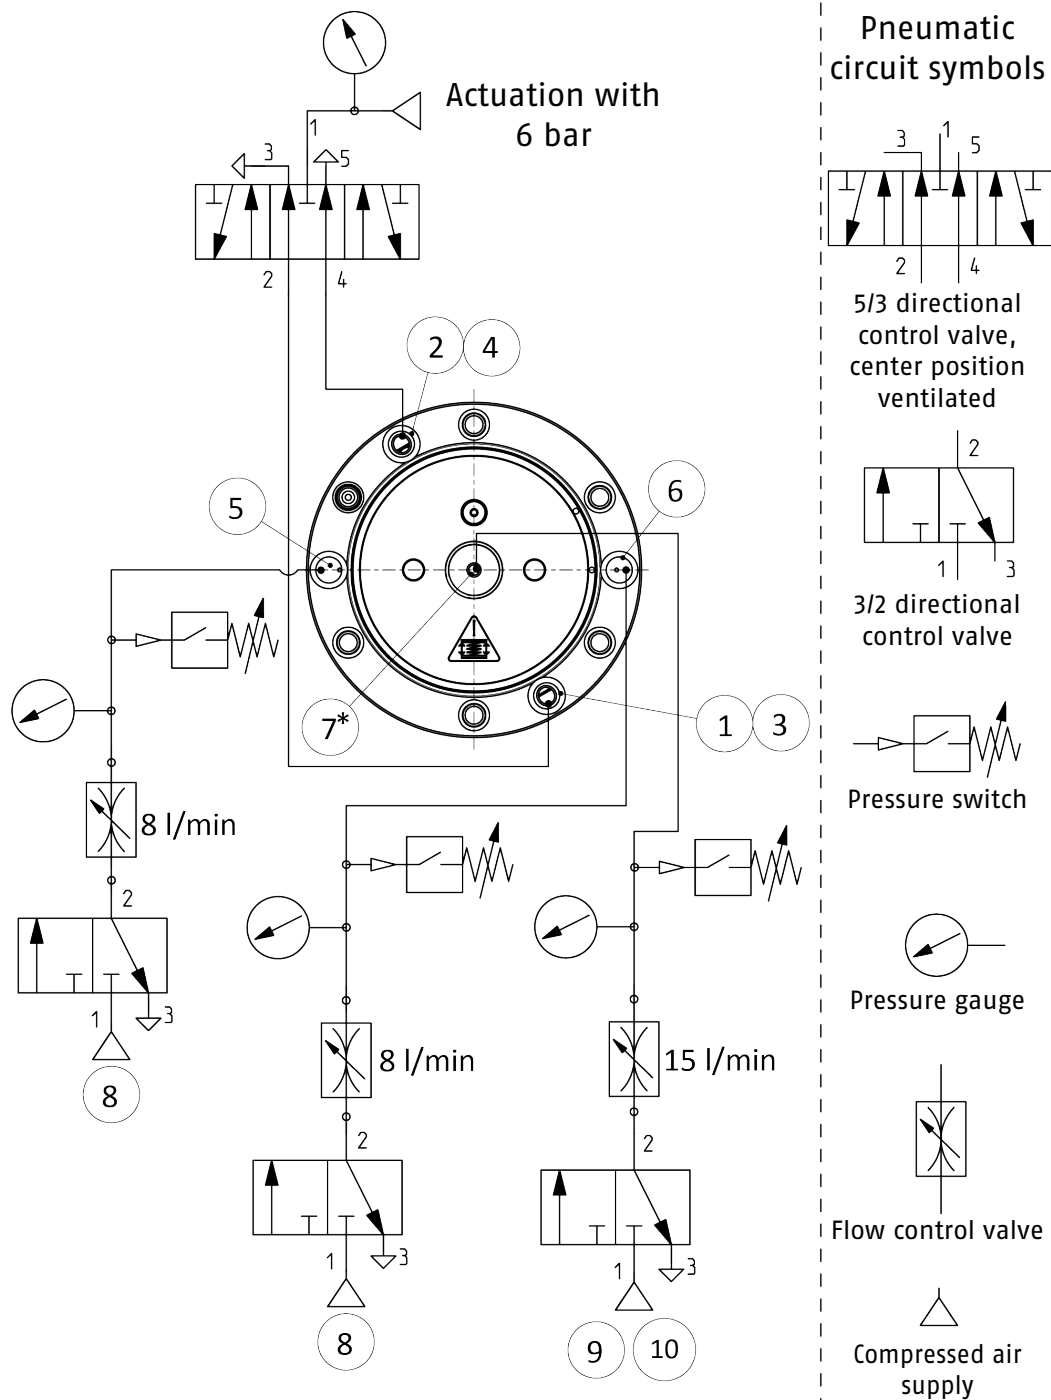 Actuation with
6 bar
1
3
5
2
4
2
4
5
6
7*
1
3
8 l/min
2
1
3
8
8 l/min
2
1
3
8
15 l/min
2
1
3
9
10
Pneumatic
circuit symbols
1
3
5
2
4
5/3 directional
control valve,
center position
ventilated
2
1
3
3/2 directional
control valve
Pressure switch
Pressure gauge
Flow control valve
Compressed air
supply